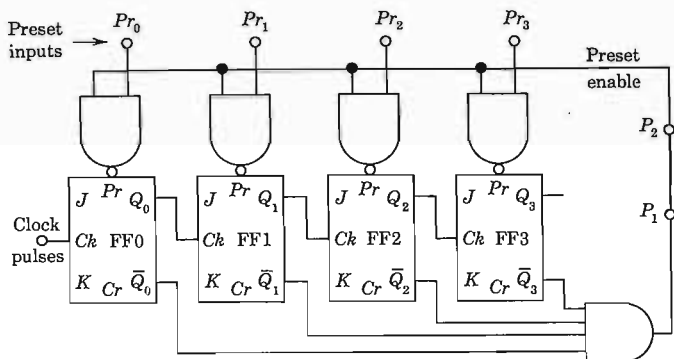 Preset inputs
Pr₀
Pr₁
Pr₂
Pr₃
Preset enable
P₂
P₁
Clock pulses
J Pr Q₀
Ck FF0
K Cr Q̅₀
J Pr Q₁
Ck FF1
K Cr Q̅₁
J Pr Q₂
Ck FF2
K Cr Q̅₂
J Pr Q₃
Ck FF3
K Cr Q̅₃